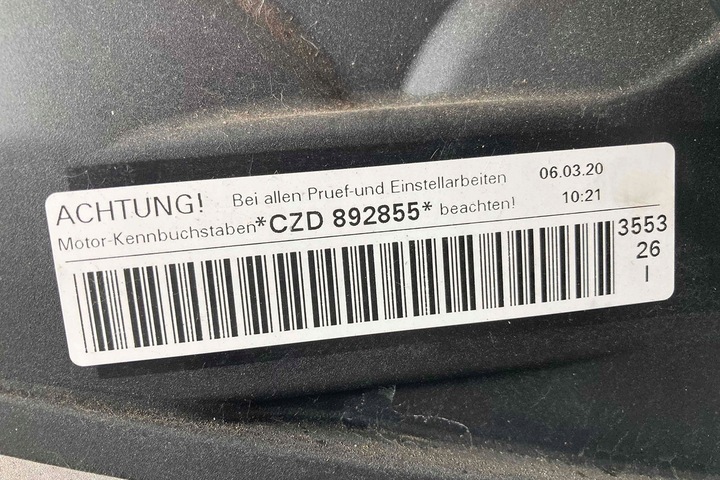 ACHTUNG! Bei allen Pruef-und Einstellarbeiten 06.03.20
Motor-Kennbuchstaben *CZD 892855* beachten! 10:21
3553
26
I